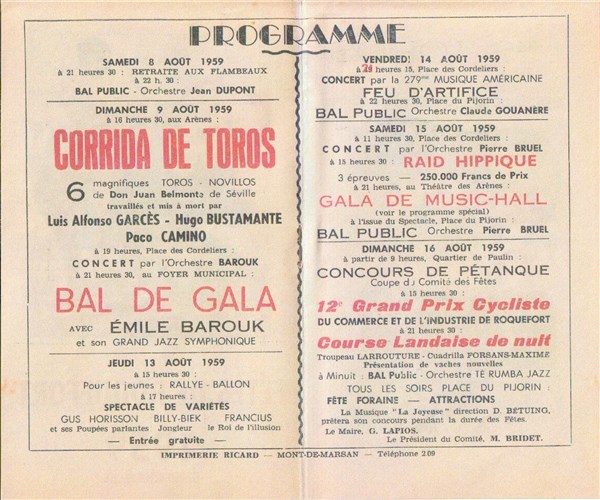 PROGRAMME
SAMEDI 8 AOÛT 1959
à 21 heures 30 : RETRAITE AUX FLAMBEAUX
à 22 h. 30 :
BAL PUBLIC - Orchestre Jean DUPONT
DIMANCHE 9 AOÛT 1959
à 16 heures 30, aux Arènes :
CORRIDA DE TOROS
6 magnifiques TOROS - NOVILLOS
de Don Juan Belmonte de Séville
travaillés et mis à mort par
Luis Alfonso GARCÈS - Hugo BUSTAMANTE
Paco CAMINO
à 19 heures, Place des Cordeliers :
CONCERT par l'Orchestre BAROUK
à 21 heures 30, au FOYER MUNICIPAL :
BAL DE GALA
AVEC ÉMILE BAROUK
et son GRAND JAZZ SYMPHONIQUE
JEUDI 13 AOÛT 1959
à 15 heures 30 :
Pour les jeunes : RALLYE - BALLON
à 17 heures :
SPECTACLE DE VARIÉTÉS
GUS HORISSON BILLY-BIEK FRANCIUS
et ses Poupées parlantes Jongleur le Roi de l'illusion
— Entrée gratuite —
VENDREDI 14 AOÛT 1959
à 21 heures 15, Place des Cordeliers :
CONCERT par la 279me MUSIQUE AMÉRICAINE
FEU D'ARTIFICE
à 22 heures 30, Place du Pijorin :
BAL PUBLIC Orchestre Claude GOUANÈRE
SAMEDI 15 AOÛT 1959
à 11 heures 30, Place des Cordeliers :
CONCERT par l'Orchestre Pierre BRUEL
à 15 heures 30 : RAID HIPPIQUE
3 épreuves — 250.000 Francs de Prix
à 21 heures, au Théâtre des Arènes :
GALA DE MUSIC-HALL
(voir le programme spécial)
à l'issue du Spectacle, Place du Pijorin :
BAL PUBLIC Orchestre Pierre BRUEL
DIMANCHE 16 AOÛT 1959
à partir de 9 heures, Quartier de Paulin :
CONCOURS DE PÉTANQUE
Coupe du Comité des Fêtes
à 15 heures 30 :
12e Grand Prix Cycliste
DU COMMERCE ET DE L'INDUSTRIE DE ROQUEFORT
à 21 heures 30 :
Course Landaise de nuit
Troupeau LARROUTURE - Cuadrilla FORSANS-MAXIME
Présentation de vaches nouvelles
à Minuit : BAL Public - Orchestre TE RUMBA JAZZ
TOUS LES SOIRS PLACE DU PIJORIN :
FÊTE FORAINE — ATTRACTIONS
La Musique "La Joyeuse" direction D. BÉTUING,
prêtera son concours pendant la durée des Fêtes.
Le Maire, G. LAPIOS.
Le Président du Comité, M. BRIDET.
IMPRIMERIE RICARD — MONT-DE-MARSAN — Téléphone 2.09